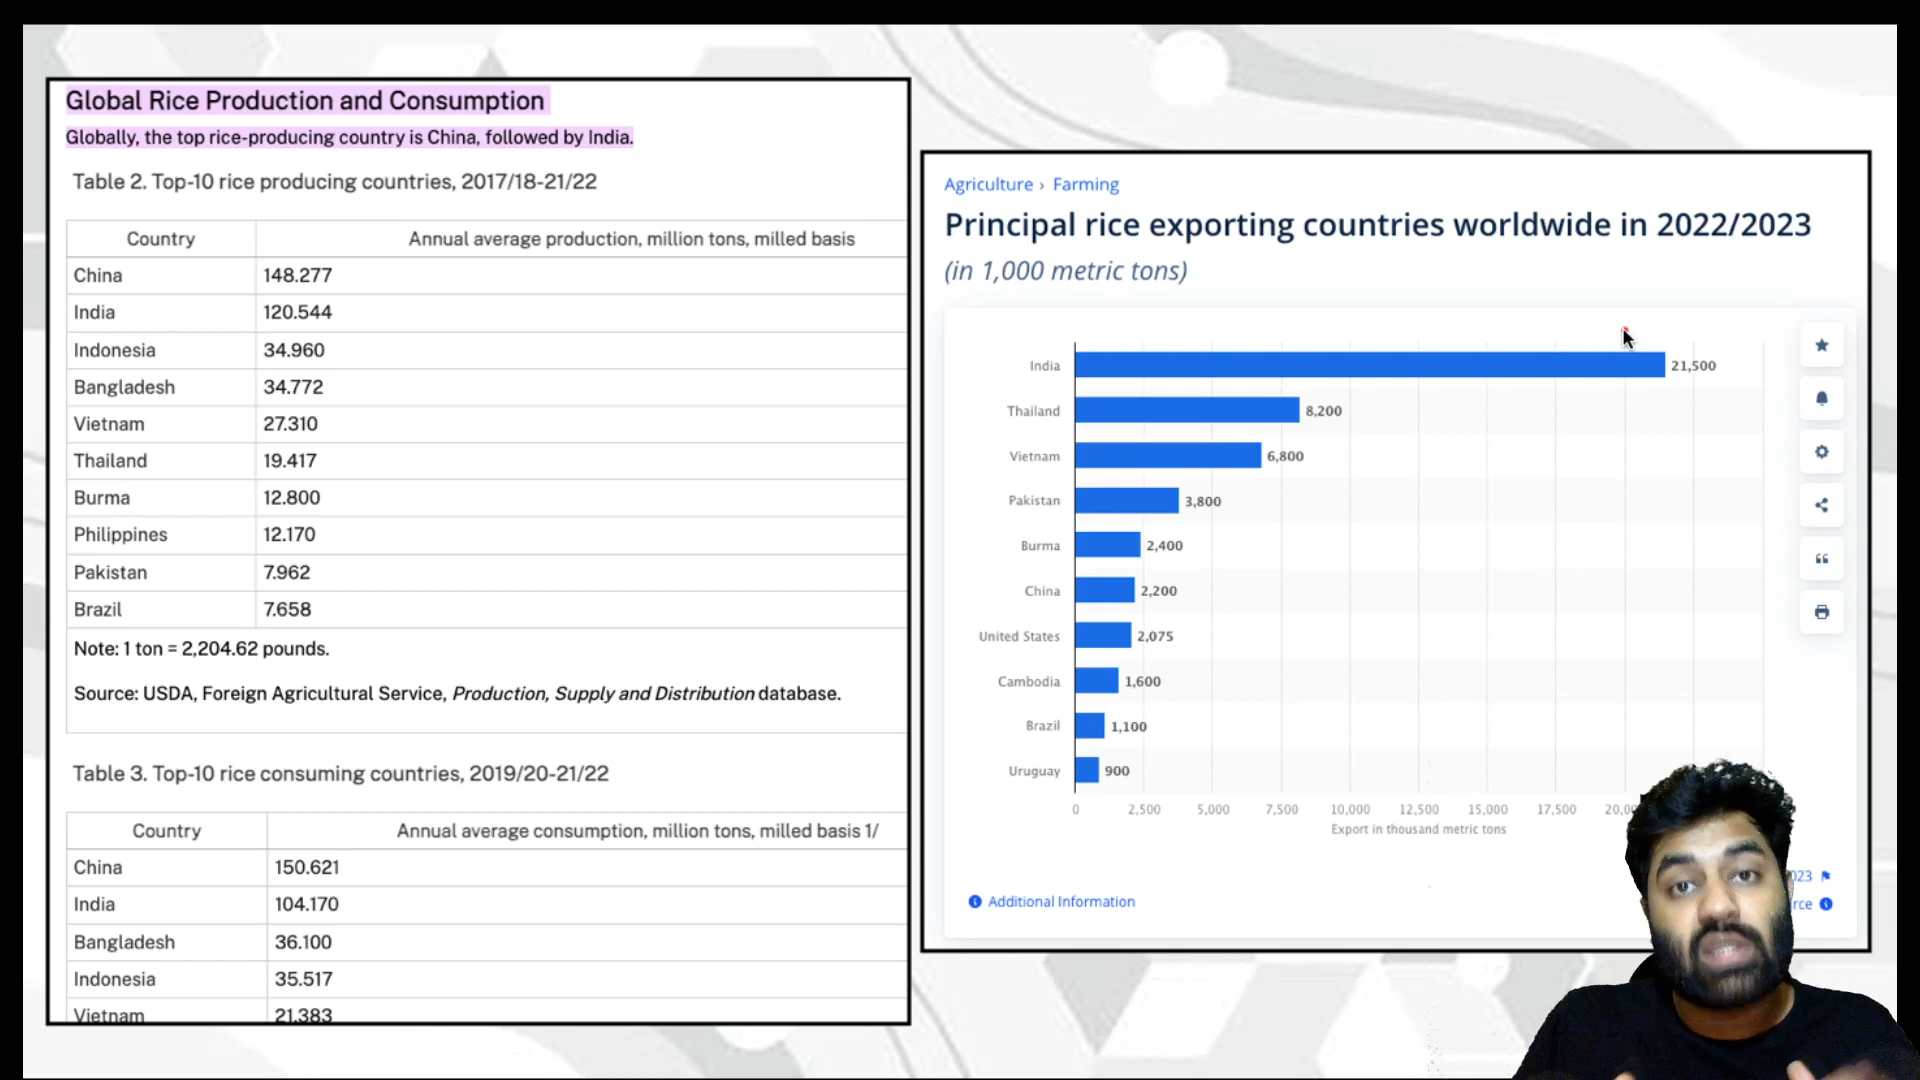 Global Rice Production and Consumption
Globally, the top rice-producing country is China, followed by India.
Table 2. Top-10 rice producing countries, 2017/18-21/22
Country Annual average production, million tons, milled basis
China 148.277
India 120.544
Indonesia 34.960
Bangladesh 34.772
Vietnam 27.310
Thailand 19.417
Burma 12.800
Philippines 12.170
Pakistan 7.962
Brazil 7.658
Note: 1 ton = 2,204.62 pounds.
Source: USDA, Foreign Agricultural Service, Production, Supply and Distribution database.
Table 3. Top-10 rice consuming countries, 2019/20-21/22
Country Annual average consumption, million tons, milled basis 1/
China 150.621
India 104.170
Bangladesh 36.100
Indonesia 35.517
Vietnam 21.383
Agriculture › Farming
Principal rice exporting countries worldwide in 2022/2023
(in 1,000 metric tons)
India 21,500
Thailand 8,200
Vietnam 6,800
Pakistan 3,800
Burma 2,400
China 2,200
United States 2,075
Cambodia 1,600
Brazil 1,100
Uruguay 900
0 2,500 5,000 7,500 10,000 12,500 15,000 17,500
Export in thousand metric tons
Additional Information